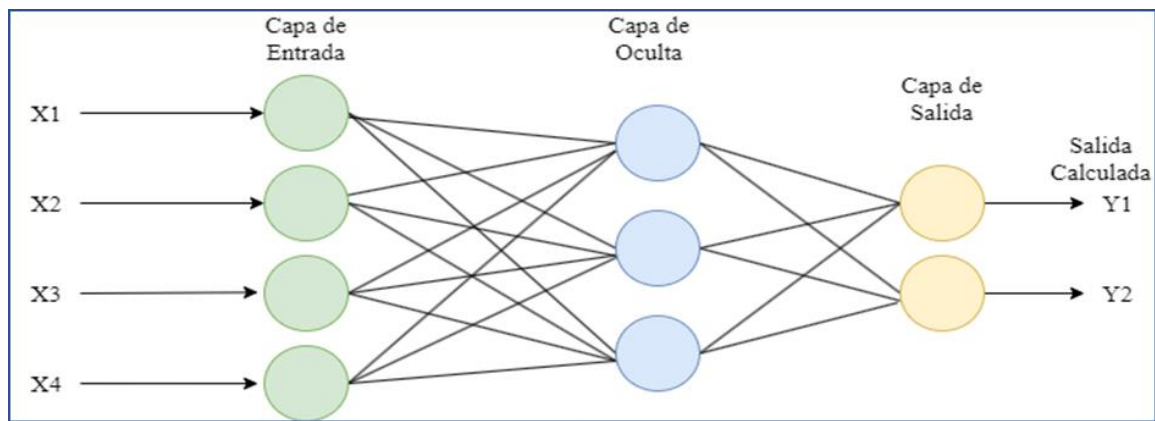 Capa de
Entrada
Capa de
Oculta
Capa de
Salida
Salida
Calculada
X1
X2
X3
X4
Y1
Y2